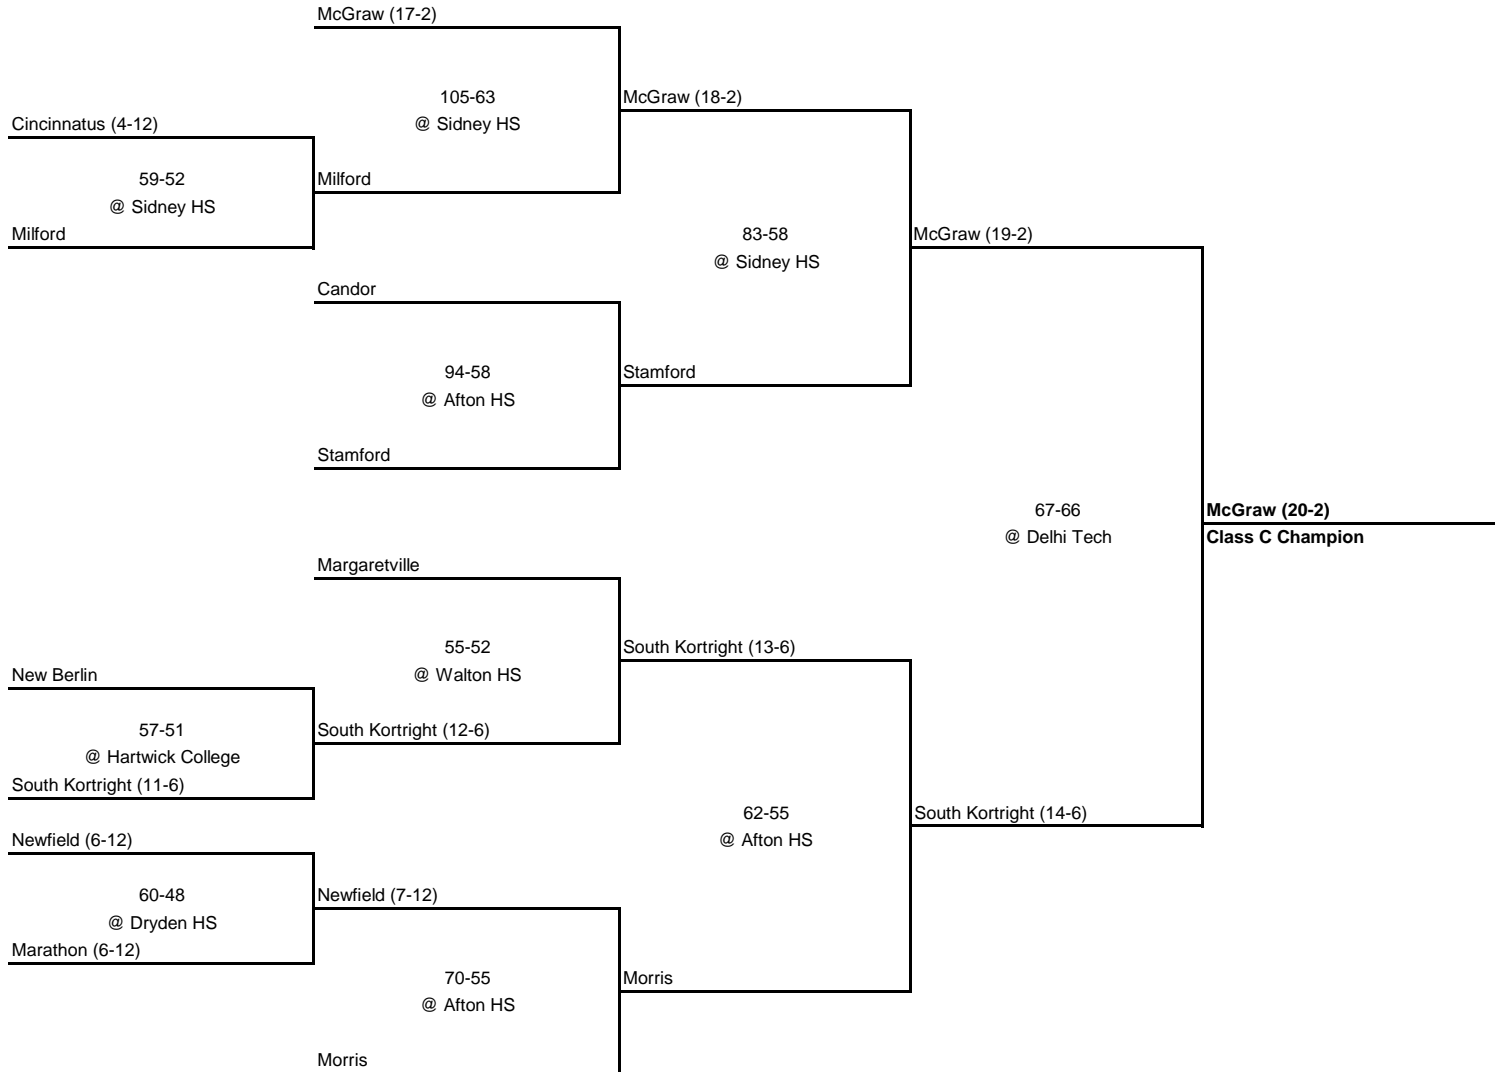 McGraw (17-2)
105-63
@ Sidney HS
McGraw (18-2)
Cincinnatus (4-12)
59-52
@ Sidney HS
Milford
Milford
83-58
@ Sidney HS
McGraw (19-2)
Candor
94-58
@ Afton HS
Stamford
Stamford
67-66
@ Delhi Tech
McGraw (20-2)
Class C Champion
Margaretville
55-52
@ Walton HS
South Kortright (13-6)
New Berlin
57-51
@ Hartwick College
South Kortright (12-6)
South Kortright (11-6)
62-55
@ Afton HS
South Kortright (14-6)
Newfield (6-12)
60-48
@ Dryden HS
Newfield (7-12)
Marathon (6-12)
70-55
@ Afton HS
Morris
Morris